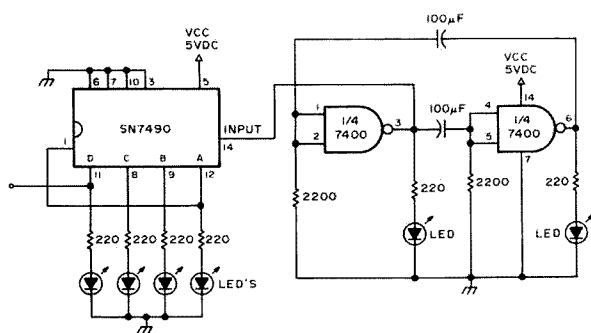 100µF
VCC
5VDC
6 7 10 3 5
SN7490
INPUT
14
1
D C B A
11 8 9 12
220 220 220 220
LED'S
1
2
1/4
7400
3
100µF
VCC
5VDC
14
4
5
1/4
7400
6
7
2200
220
2200
220
LED
LED